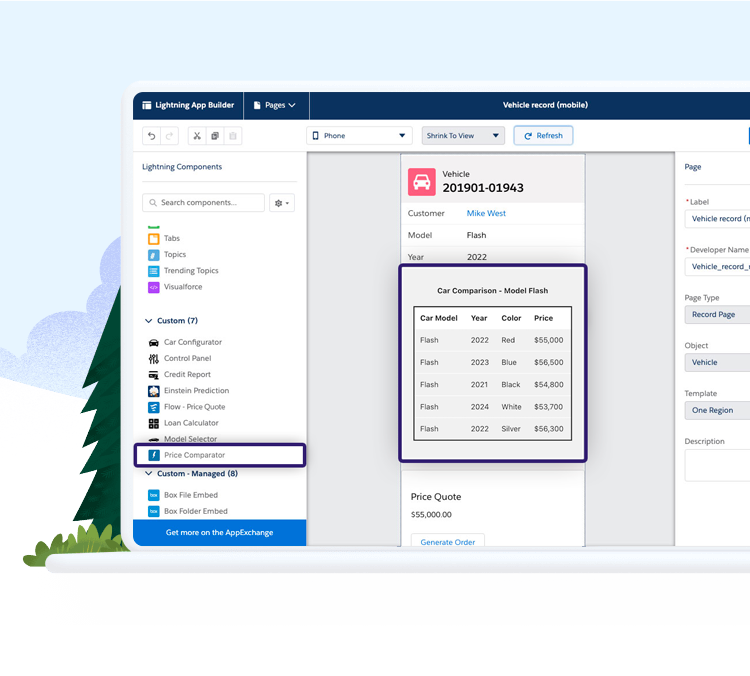 Lightning App Builder
Pages
Vehicle record (mobile)
Phone
Shrink To View
Refresh
Lightning Components
Search components...
Tabs
Topics
Trending Topics
Visualforce
Custom (7)
Car Configurator
Control Panel
Credit Report
Einstein Prediction
Flow - Price Quote
Loan Calculator
Model Selector
Price Comparator
Custom - Managed (8)
Box File Embed
Box Folder Embed
Get more on the AppExchange
Vehicle
201901-01943
Customer Mike West
Model Flash
Year 2022
Car Comparison - Model Flash
Car Model Year Color Price
Flash 2022 Red $55,000
Flash 2023 Blue $56,500
Flash 2021 Black $54,800
Flash 2024 White $53,700
Flash 2022 Silver $56,300
Price Quote
$55,000.00
Generate Order
Page
*Label
Vehicle record (m
*Developer Name
Vehicle_record_
Page Type
Record Page
Object
Vehicle
Template
One Region
Description